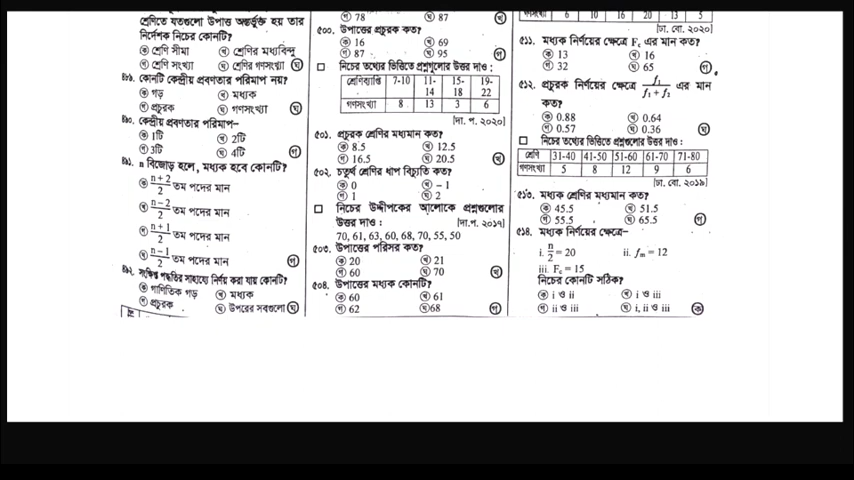 শ্রেণিতে যতগুলো উপাত্ত অন্তর্ভুক্ত হয় তার
নির্দেশক নিচের কোনটি?
ক শ্রেণি সীমা খ শ্রেণির মধ্যবিন্দু
গ শ্রেণি সংখ্যা ঘ শ্রেণির গণসংখ্যা ঘ
৪৮৯. কোনটি কেন্দ্রীয় প্রবণতার পরিমাপ নয়?
ক গড় খ মধ্যক
গ প্রচুরক ঘ গণসংখ্যা ঘ
৪৯০. কেন্দ্রীয় প্রবণতার পরিমাপ–
ক 1টি খ 2টি
গ 3টি ঘ 4টি গ
৪৯১. n বিজোড় হলে, মধ্যক হবে কোনটি?
ক n+2/2 তম পদের মান
খ n−2/2 তম পদের মান
গ n+1/2 তম পদের মান
ঘ n−1/2 তম পদের মান গ
৪৯২. সংক্ষিপ্ত পদ্ধতির সাহায্যে নির্ণয় করা যায় কোনটি?
ক গাণিতিক গড় খ মধ্যক
গ প্রচুরক ঘ উপরের সবগুলো ঘ
গ 78 ঘ 87 খ
৫০০. উপাত্তের প্রচুরক কত?
ক 16 খ 69
গ 87 ঘ 95 গ
□ নিচের তথ্যের ভিত্তিতে প্রশ্নগুলোর উত্তর দাও :
শ্রেণিব্যাপ্তি 7-10 11-14 15-18 19-22
গণসংখ্যা 8 13 3 6
[দা. প. ২০২০]
৫০১. প্রচুরক শ্রেণির মধ্যমান কত?
ক 8.5 খ 12.5
গ 16.5 ঘ 20.5 খ
৫০২. চতুর্থ শ্রেণির ধাপ বিচ্যুতি কত?
ক 0 খ − 1
গ 1 ঘ 2
□ নিচের উদ্দীপকের আলোকে প্রশ্নগুলোর
উত্তর দাও : [দা.প. ২০১৭]
70, 61, 63, 60, 68, 70, 55, 50
৫০৩. উপাত্তের পরিসর কত?
ক 20 খ 21
গ 60 ঘ 70 খ
৫০৪. উপাত্তের মধ্যক কোনটি?
ক 60 খ 61
গ 62 ঘ 68 গ
গণসংখ্যা 6 10 16 20 13 5
[ঢা. বো. ২০২০]
৫১১. মধ্যক নির্ণয়ের ক্ষেত্রে Fc এর মান কত?
ক 13 খ 16
গ 32 ঘ 65 গ
৫১২. প্রচুরক নির্ণয়ের ক্ষেত্রে f₁/f₁ + f₂ এর মান
কত?
ক 0.88 খ 0.64
গ 0.57 ঘ 0.36 ঘ
□ নিচের তথ্যের ভিত্তিতে প্রশ্নগুলোর উত্তর দাও :
শ্রেণি 31-40 41-50 51-60 61-70 71-80
গণসংখ্যা 5 8 12 9 6
[ঢা. বো. ২০১৯]
৫১৩. মধ্যক শ্রেণির মধ্যমান কত?
ক 45.5 খ 51.5
গ 55.5 ঘ 65.5 গ
৫১৪. মধ্যক নির্ণয়ের ক্ষেত্রে–
i. n/2 = 20 ii. fm = 12
iii. Fc = 15
নিচের কোনটি সঠিক?
ক i ও ii খ i ও iii
গ ii ও iii ঘ i, ii ও iii ক